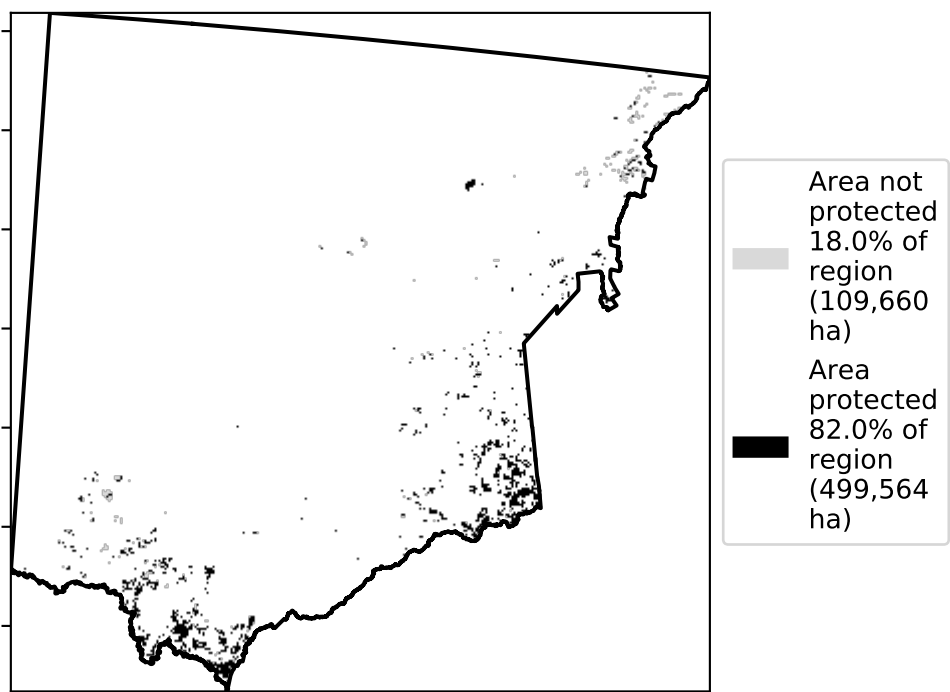 Area not
protected
18.0% of
region
(109,660
ha)
Area
protected
82.0% of
region
(499,564
ha)